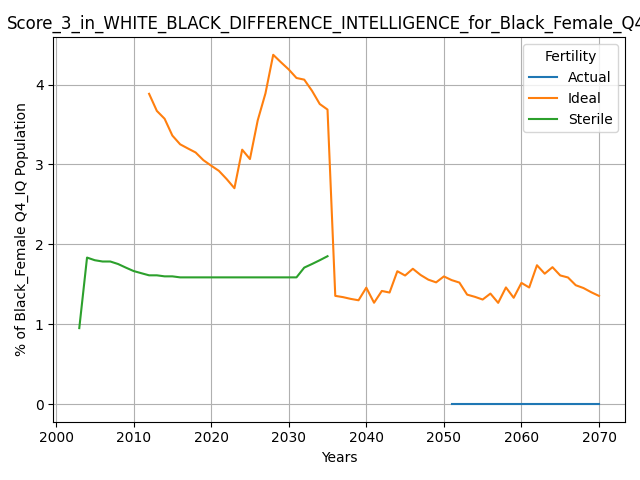 Score_3_in_WHITE_BLACK_DIFFERENCE_INTELLIGENCE_for_Black_Female_Q4
Fertility
Actual
Ideal
Sterile
% of Black_Female Q4_IQ Population
4
3
2
1
0
2000 2010 2020 2030 2040 2050 2060 2070
Years